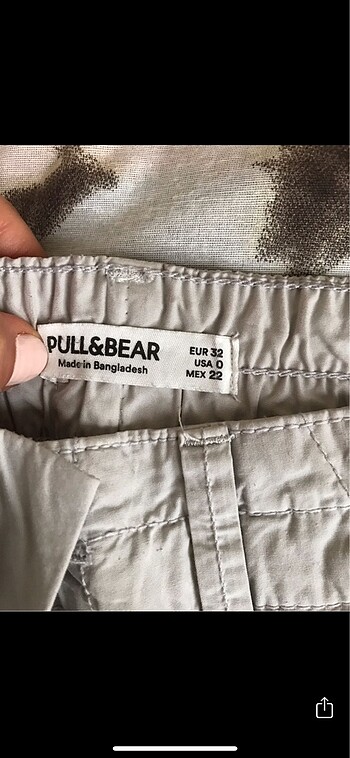 PULL&BEAR
Made in Bangladesh
EUR 32
USA 0
MEX 22